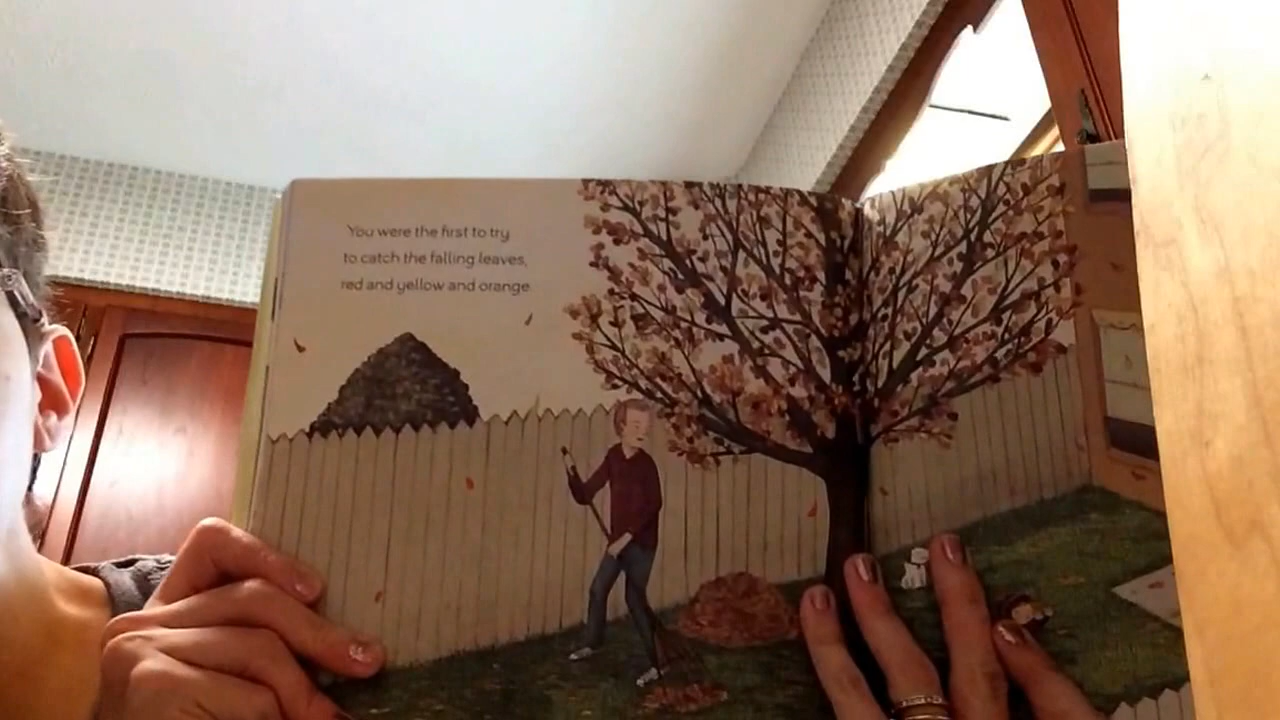 You were the first to try
to catch the falling leaves,
red and yellow and orange.